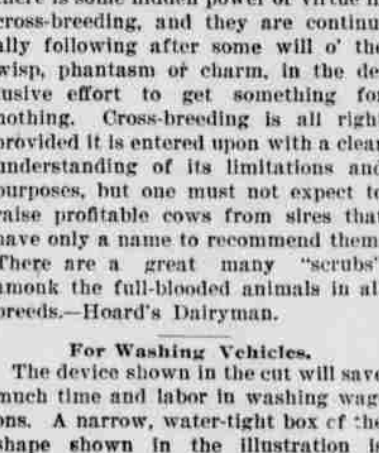 there is some hidden power or virtue in
cross-breeding, and they are continu
ally following after some will o' the
wisp, phantasm or charm, in the de
lusive effort to get something for
nothing. Cross-breeding is all righ
provided it is entered upon with a clear
understanding of its limitations and
purposes, but one must not expect to
raise profitable cows from sires that
have only a name to recommend them
There are a great many "scrubs"
amonk the full-blooded animals in al
breeds.—Hoard's Dairyman.
For Washing Vehicles.
The device shown in the cut will save
much time and labor in washing wag
ons. A narrow, water-tight box cf the
shape shown in the illustration is